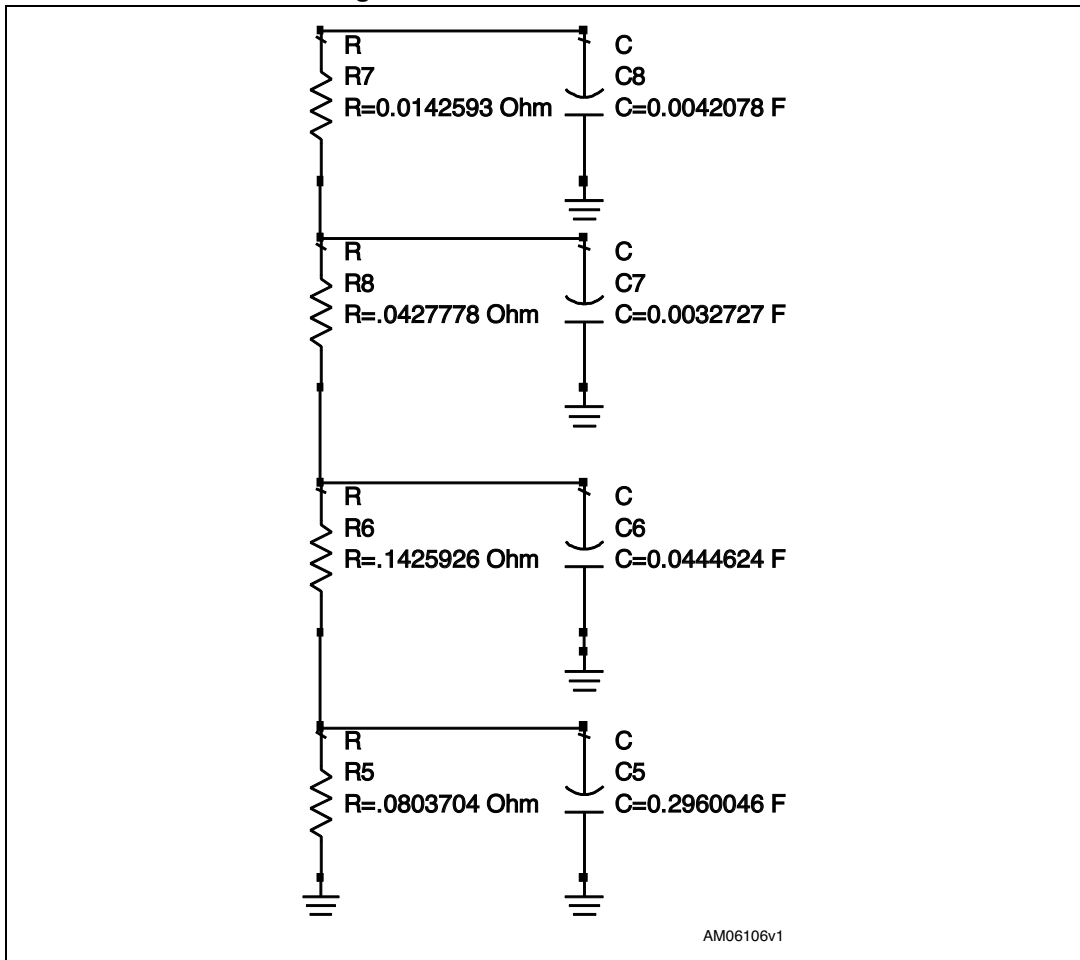 R
R7
R=0.0142593 Ohm
C
C8
C=0.0042078 F
R
R8
R=.0427778 Ohm
C
C7
C=0.0032727 F
R
R6
R=.1425926 Ohm
C
C6
C=0.0444624 F
R
R5
R=.0803704 Ohm
C
C5
C=0.2960046 F
AM06106v1